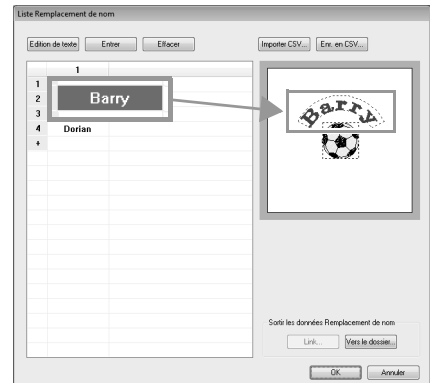 Liste Remplacement de nom
Edition de texte Entrer Effacer Importer CSV... Enr. en CSV...
1
1
2 Barry
3
4 Dorian
+
Barry
Sortir les données Remplacement de nom
Link... Vers le dossier...
OK Annuler